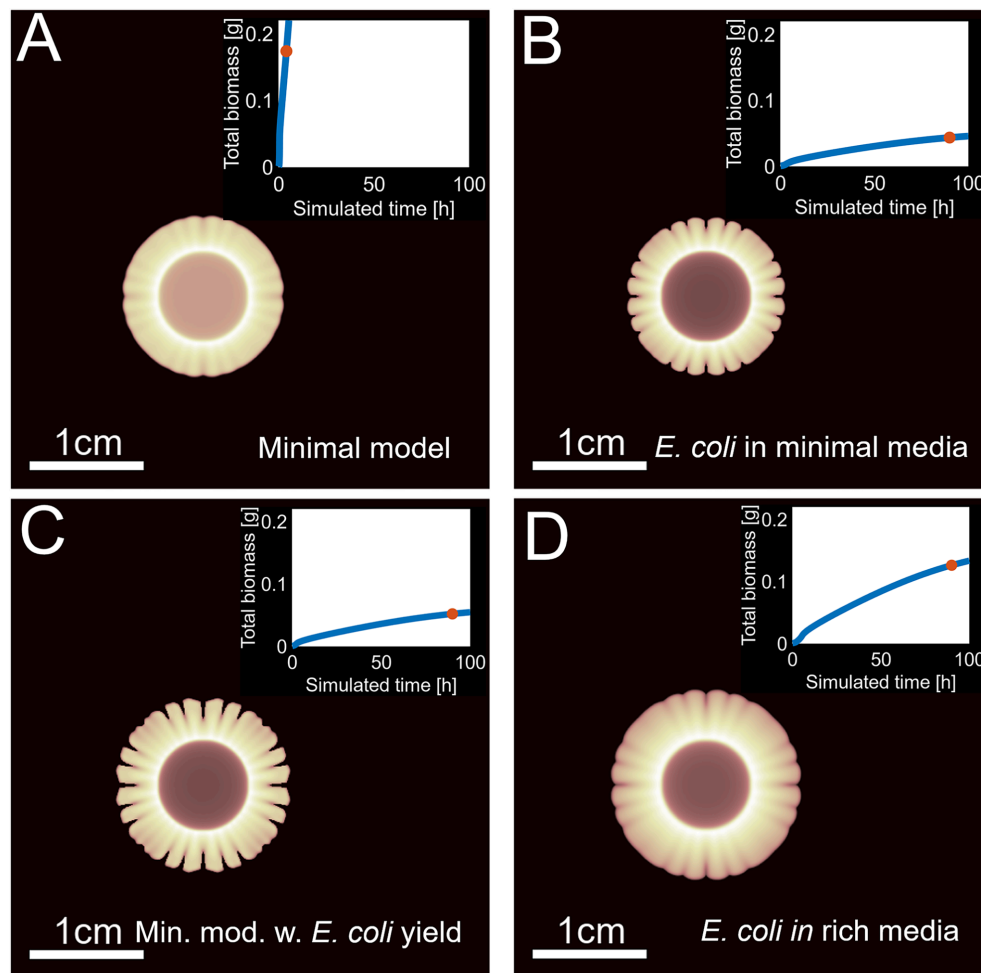 A
Total biomass [g]
0.2
0.1
0
0
50
100
Simulated time [h]
1cm
Minimal model
B
Total biomass [g]
0.2
0.1
0
0
50
100
Simulated time [h]
1cm
E. coli in minimal media
C
Total biomass [g]
0.2
0.1
0
0
50
100
Simulated time [h]
1cm
Min. mod. w. E. coli yield
D
Total biomass [g]
0.2
0.1
0
0
50
100
Simulated time [h]
1cm
E. coli in rich media